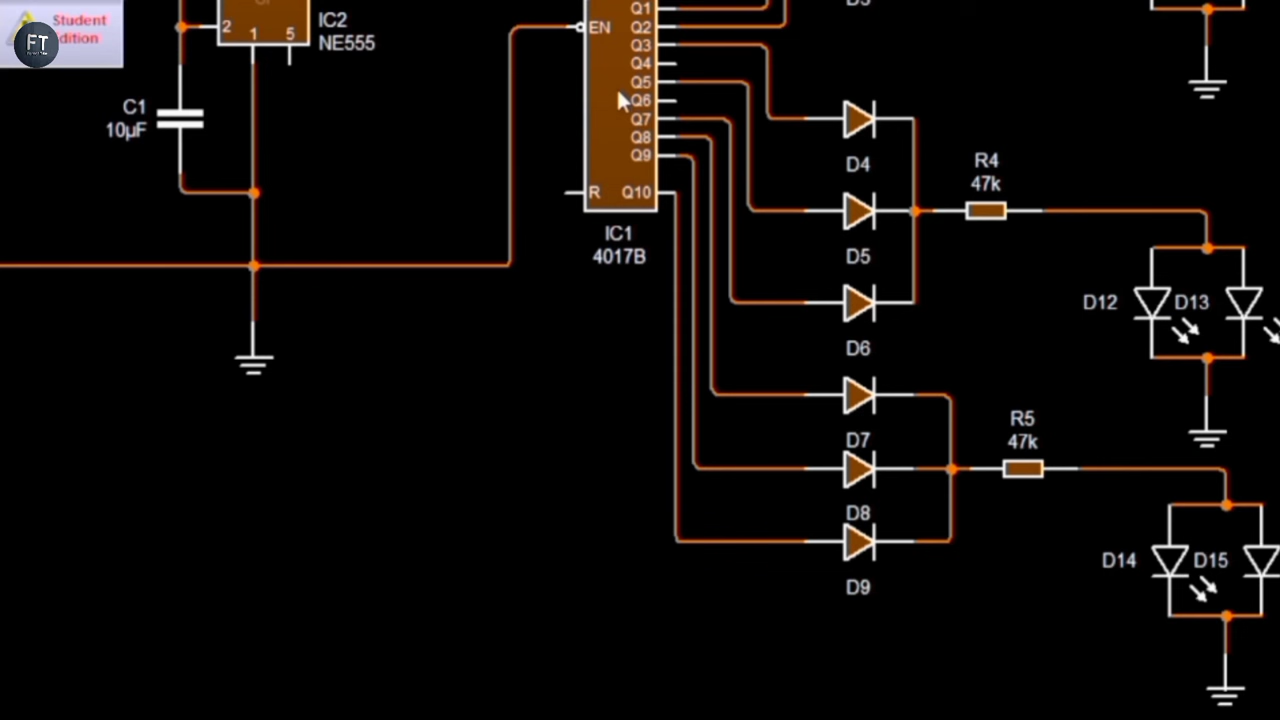 Student
dition
FT
2
1
5
IC2
NE555
C1
10µF
EN
Q1
Q2
Q3
Q4
Q5
Q6
Q7
Q8
Q9
R
Q10
IC1
4017B
D4
D5
D6
D7
D8
D9
R4
47k
R5
47k
D12
D13
D14
D15